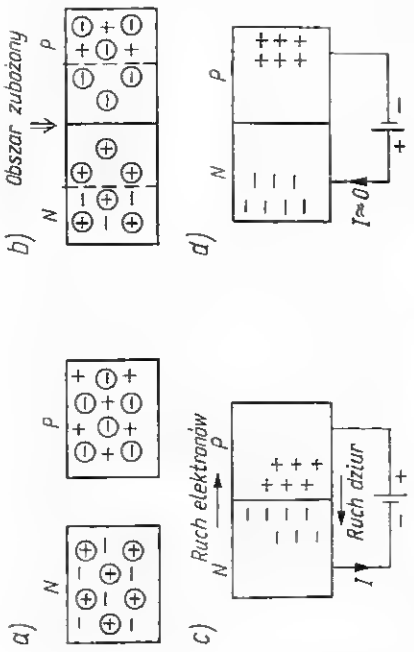 a)
N
P
b)
Obszar zubożony
N
P
c)
Ruch elektronów
N
P
Ruch dziur
I
− +
d)
N
P
I≈0
+ −